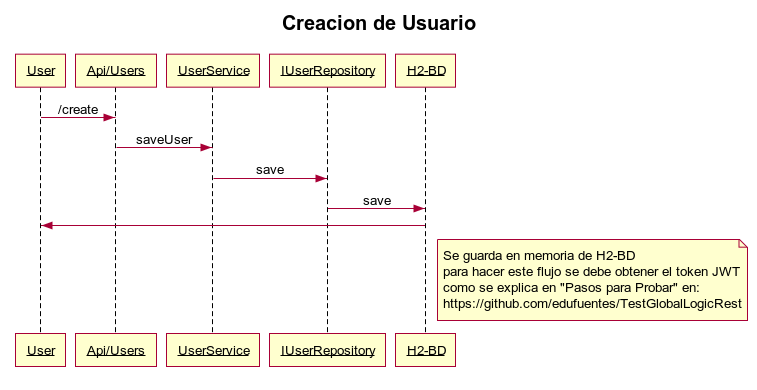 Creacion de Usuario
User Api/Users UserService IUserRepository H2-BD
/create
saveUser
save
save
Se guarda en memoria de H2-BD
para hacer este flujo se debe obtener el token JWT
como se explica en "Pasos para Probar" en:
https://github.com/edufuentes/TestGlobalLogicRest
User Api/Users UserService IUserRepository H2-BD